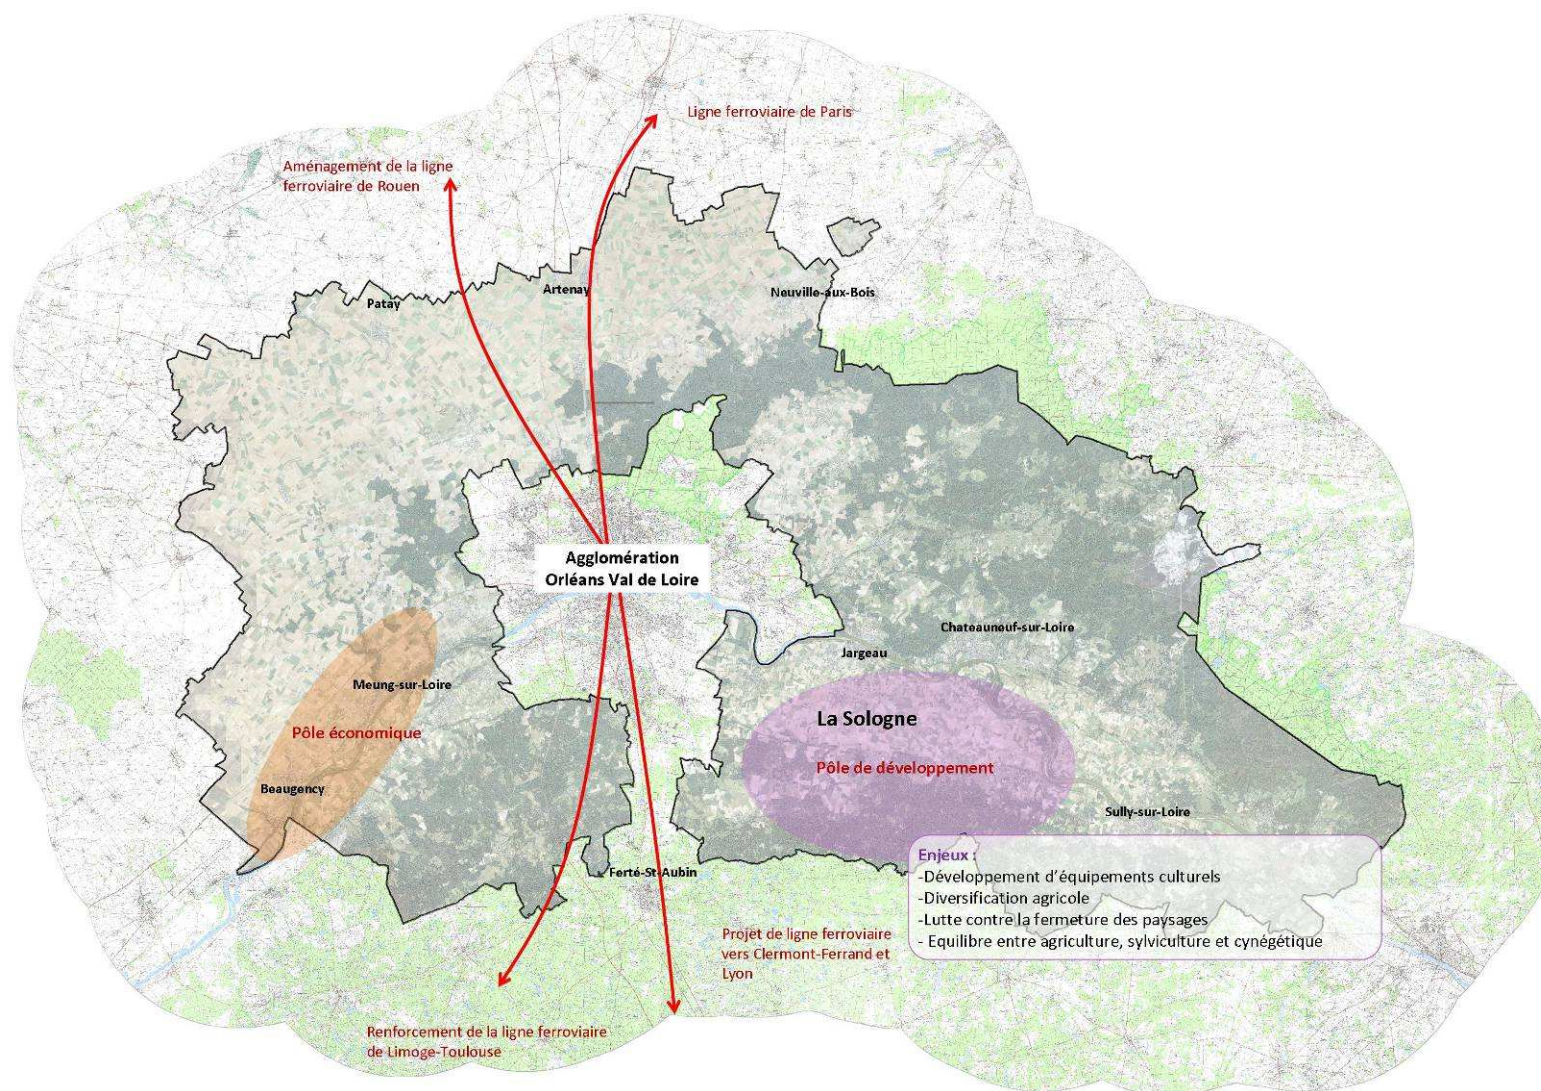 Ligne ferroviaire de Paris
Aménagement de la ligne
ferroviaire de Rouen
Patay
Artenay
Neuville-aux-Bois
Agglomération
Orléans Val de Loire
Chateauneuf-sur-Loire
Jargeau
Meung-sur-Loire
La Sologne
Pôle économique
Pôle de développement
Beaugency
Sully-sur-Loire
Ferté-St-Aubin
Enjeux :
-Développement d'équipements culturels
-Diversification agricole
-Lutte contre la fermeture des paysages
- Equilibre entre agriculture, sylviculture et cynégétique
Projet de ligne ferroviaire
vers Clermont-Ferrand et
Lyon
Renforcement de la ligne ferroviaire
de Limoge-Toulouse